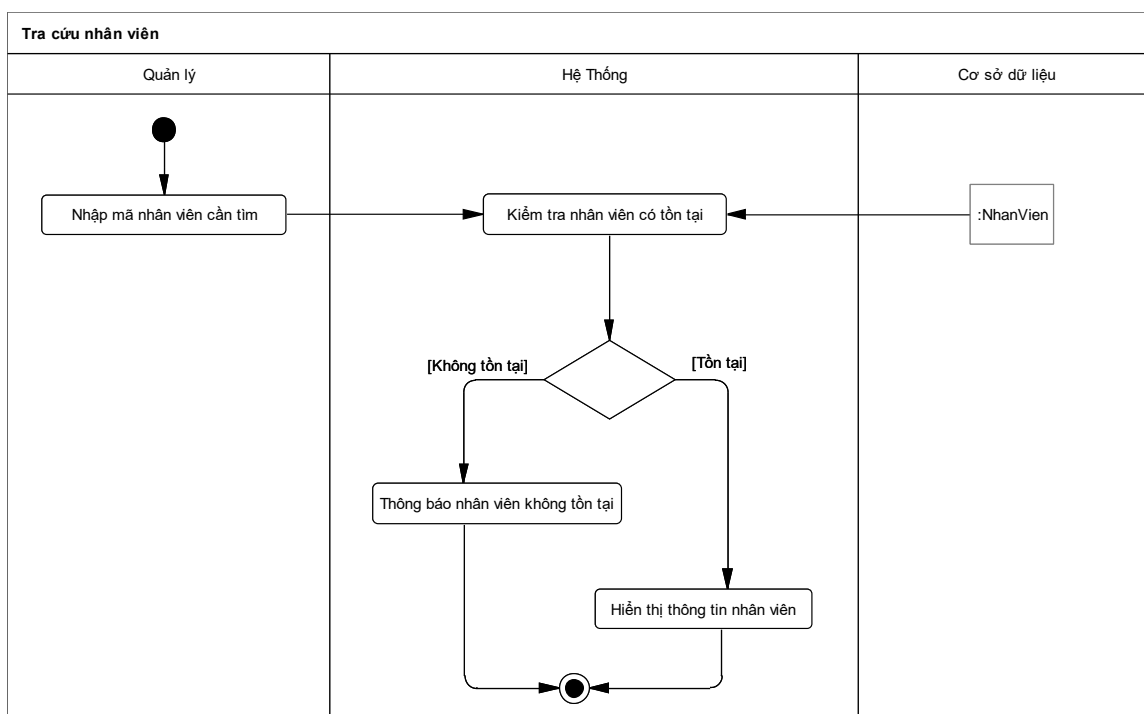 Tra cứu nhân viên
Quản lý
Hệ Thống
Cơ sở dữ liệu
Nhập mã nhân viên cần tìm
Kiểm tra nhân viên có tồn tại
:NhanVien
[Không tồn tại]
[Tồn tại]
Thông báo nhân viên không tồn tại
Hiển thị thông tin nhân viên